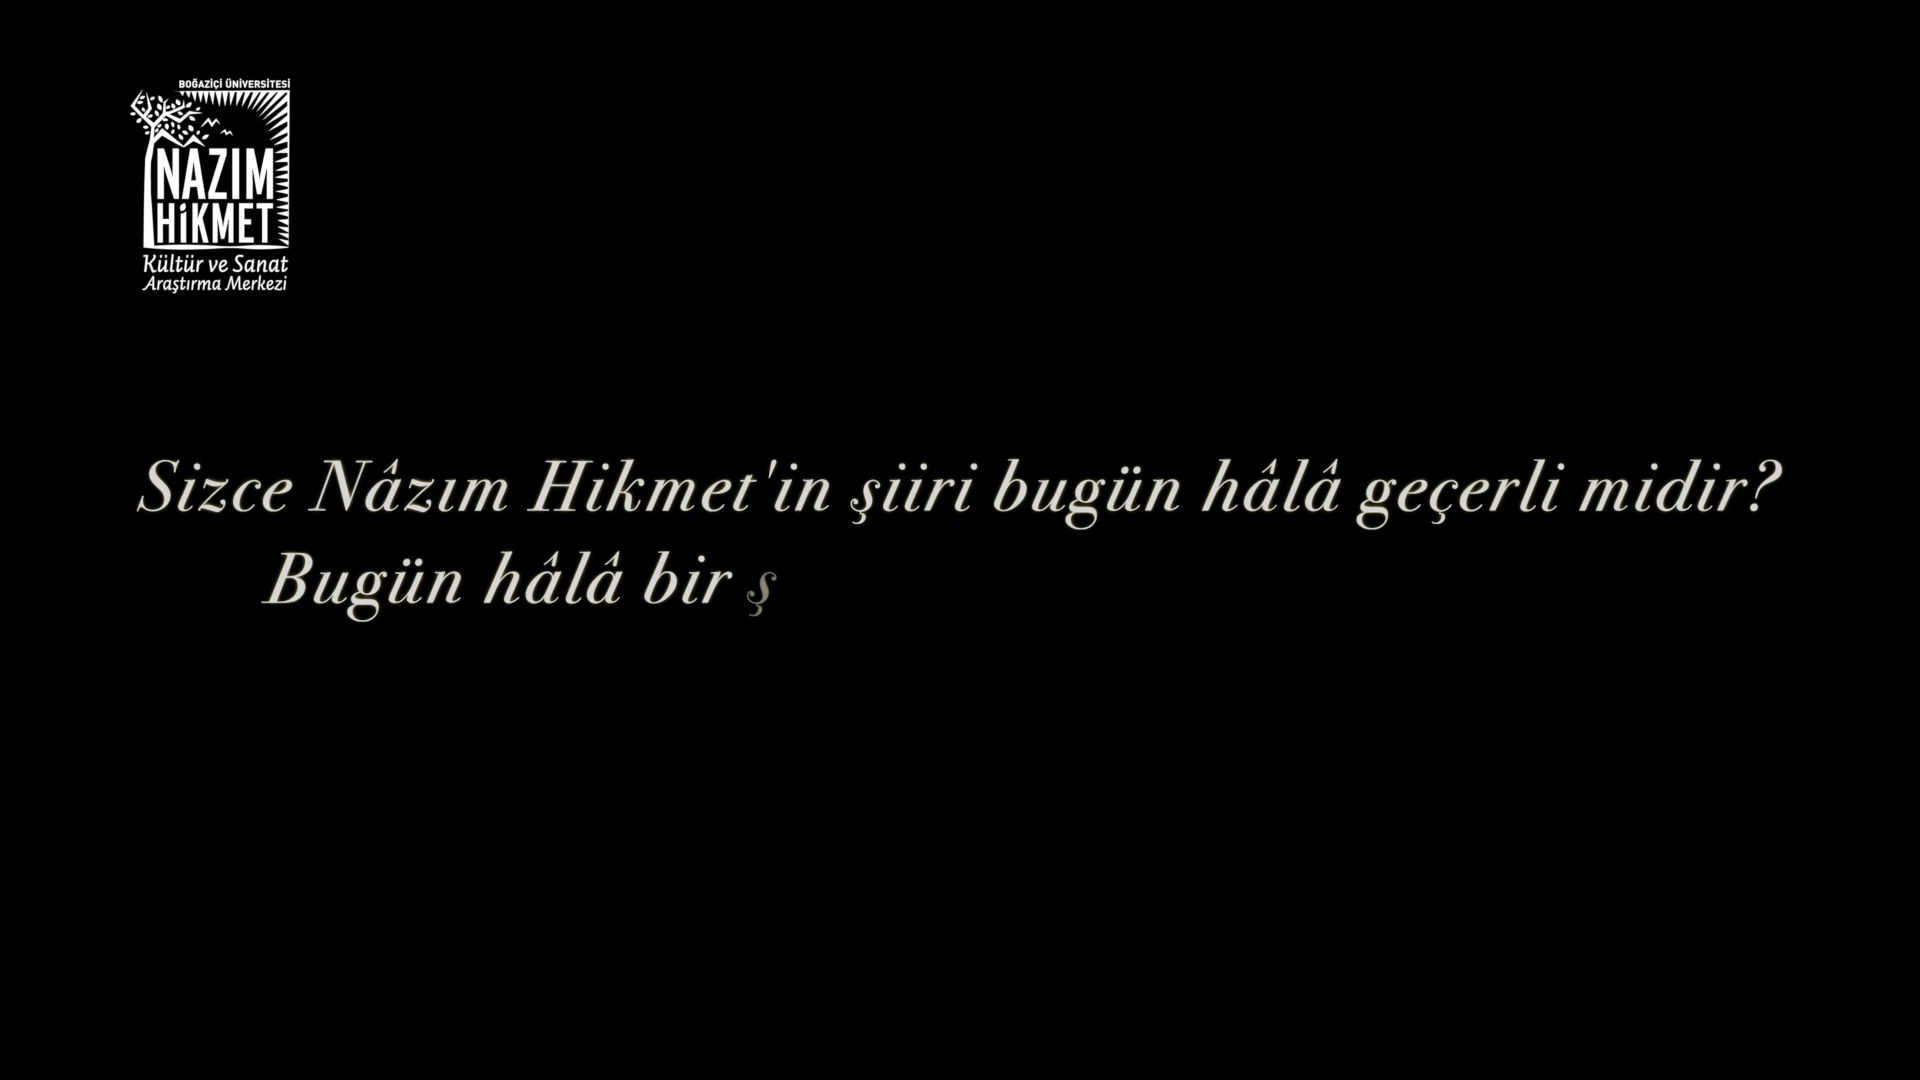 BOĞAZİÇİ ÜNİVERSİTESİ
NÂZIM
HİKMET
Kültür ve Sanat
Araştırma Merkezi
Sizce Nâzım Hikmet'in şiiri bugün hâlâ geçerli midir?
Bugün hâlâ bir ş